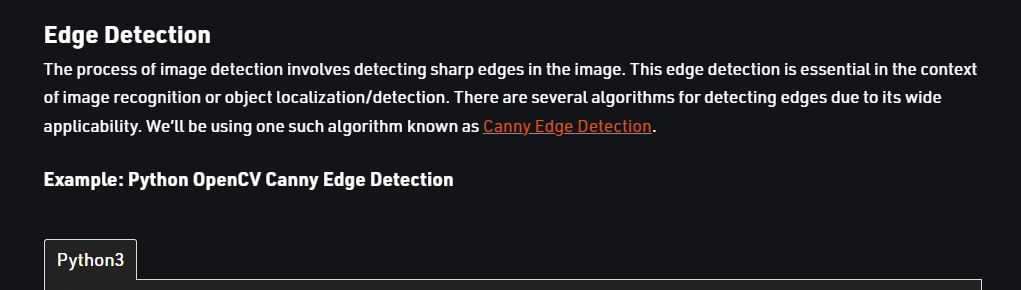 Edge Detection
The process of image detection involves detecting sharp edges in the image. This edge detection is essential in the context
of image recognition or object localization/detection. There are several algorithms for detecting edges due to its wide
applicability. We’ll be using one such algorithm known as Canny Edge Detection.
Example: Python OpenCV Canny Edge Detection
Python3